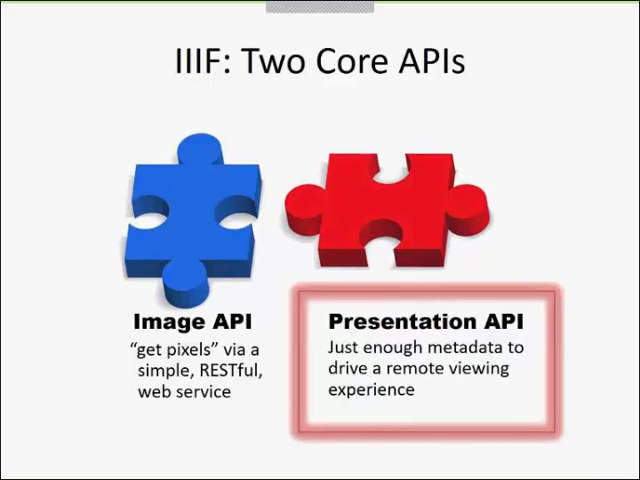 IIIF: Two Core APIs
Image API
“get pixels” via a
simple, RESTful,
web service
Presentation API
Just enough metadata to
drive a remote viewing
experience